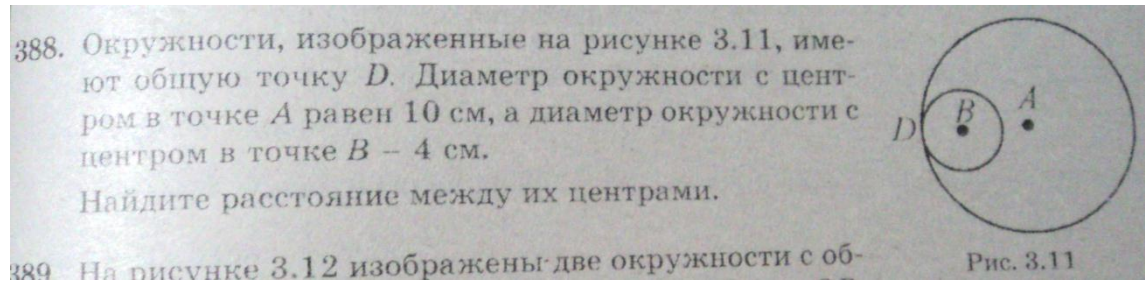 388. Окружности, изображенные на рисунке 3.11, име-
ют общую точку D. Диаметр окружности с цент-
ром в точке A равен 10 см, а диаметр окружности с
центром в точке B – 4 см.
Найдите расстояние между их центрами.
389 На рисунке 3.12 изображены две окружности с об-
D
B
A
Рис. 3.11